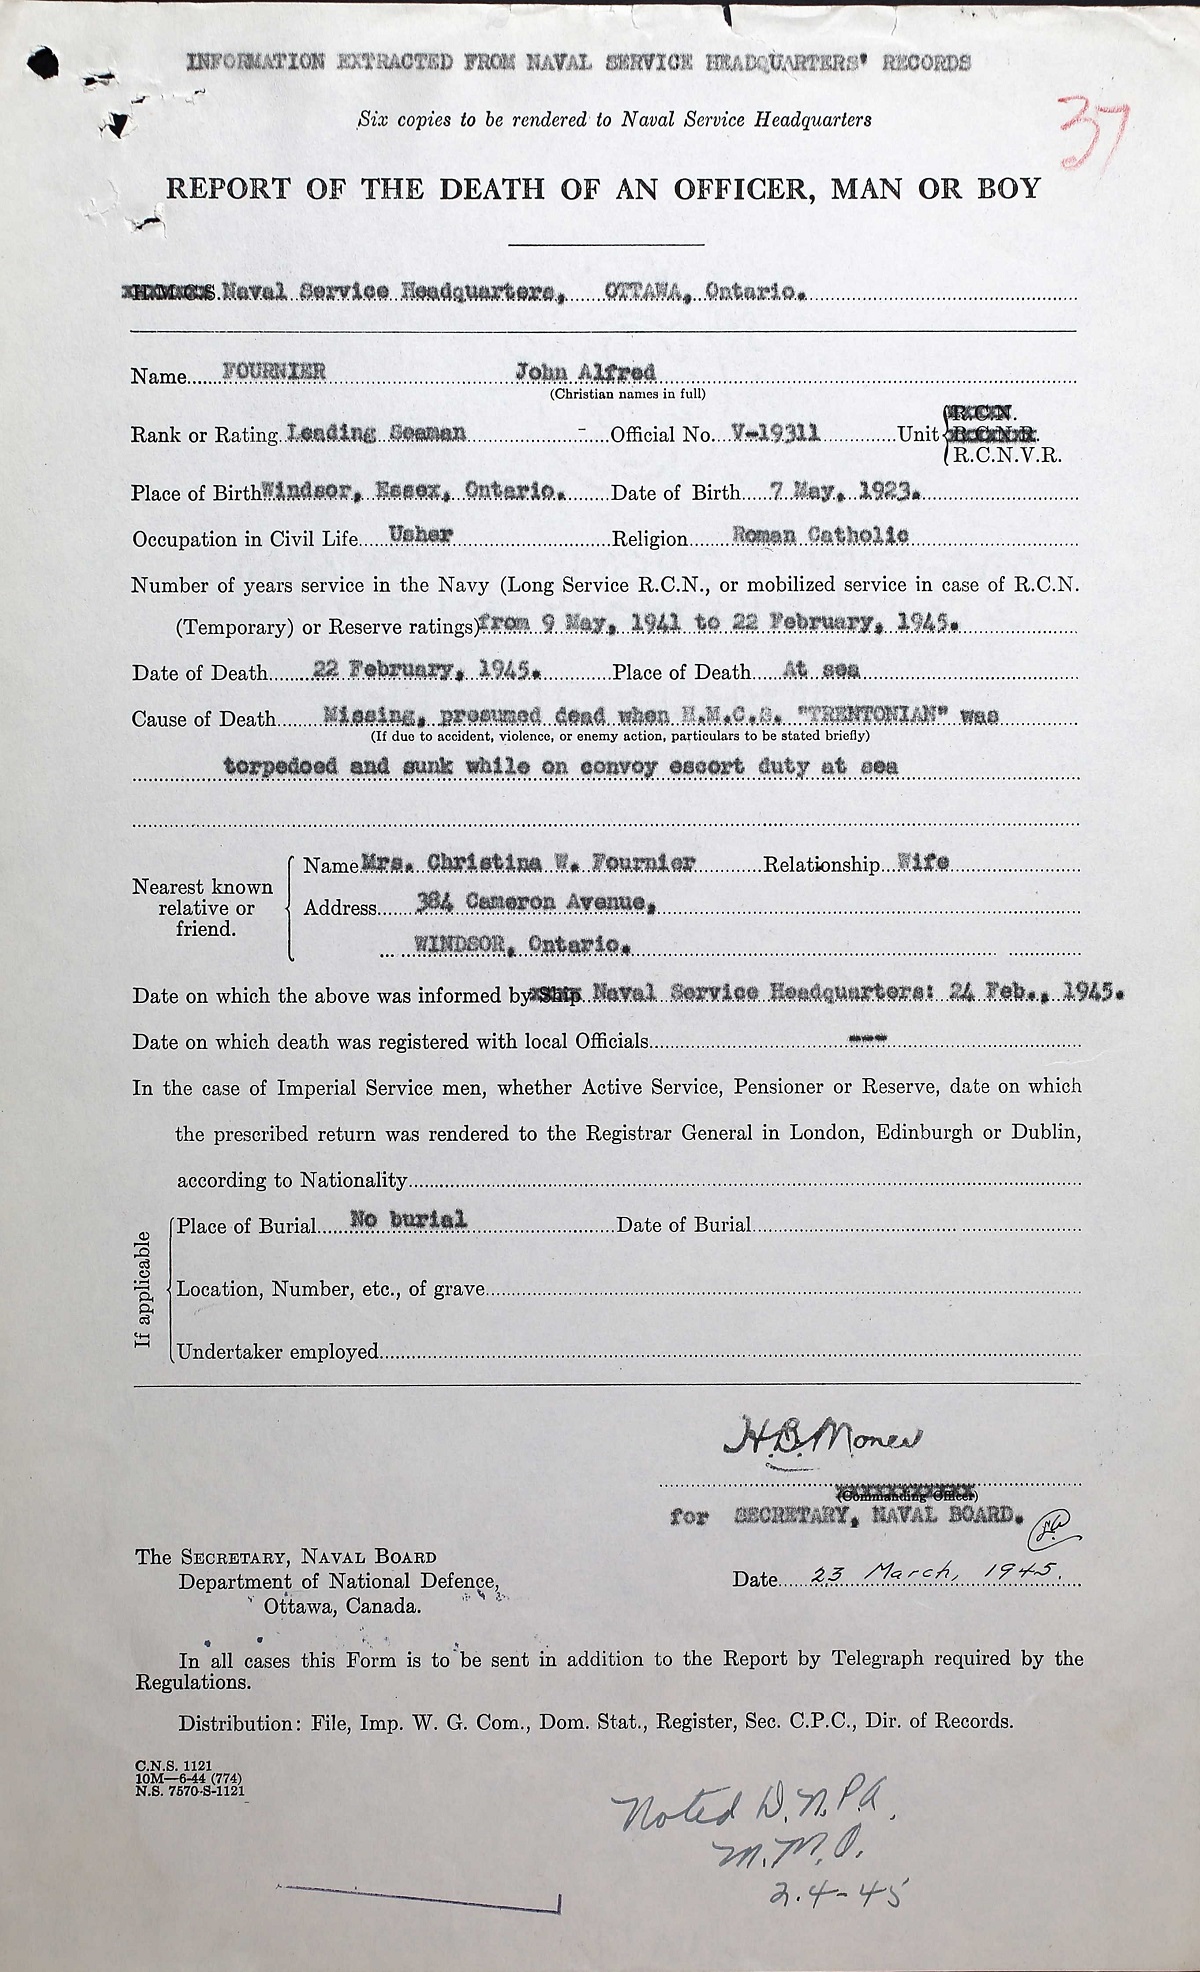 INFORMATION EXTRACTED FROM NAVAL SERVICE HEADQUARTERS' RECORDS
Six copies to be rendered to Naval Service Headquarters
37
REPORT OF THE DEATH OF AN OFFICER, MAN OR BOY
H.M.C.S. Naval Service Headquarters, OTTAWA, Ontario.
Name FOURNIER John Alfred
(Christian names in full)
Rank or Rating Leading Seaman Official No. V-19311 Unit R.C.N.
R.C.N.R.
R.C.N.V.R.
Place of Birth Windsor, Essex, Ontario. Date of Birth 7 May, 1923.
Occupation in Civil Life Usher Religion Roman Catholic
Number of years service in the Navy (Long Service R.C.N., or mobilized service in case of R.C.N.
(Temporary) or Reserve ratings) from 9 May, 1941 to 22 February, 1945.
Date of Death 22 February, 1945. Place of Death At sea
Cause of Death Missing, presumed dead when H.M.C.S. "TRENTONIAN" was
(If due to accident, violence, or enemy action, particulars to be stated briefly)
torpedoed and sunk while on convoy escort duty at sea
Nearest known relative or friend.
Name Mrs. Christina W. Fournier Relationship Wife
Address 384 Cameron Avenue,
WINDSOR, Ontario.
Date on which the above was informed by Ship Naval Service Headquarters: 24 Feb., 1945.
Date on which death was registered with local Officials ---
In the case of Imperial Service men, whether Active Service, Pensioner or Reserve, date on which
the prescribed return was rendered to the Registrar General in London, Edinburgh or Dublin,
according to Nationality
If applicable
Place of Burial No burial Date of Burial
Location, Number, etc., of grave
Undertaker employed
H.B. Money
(Commanding Officer)
for SECRETARY, NAVAL BOARD.
The SECRETARY, NAVAL BOARD
Department of National Defence,
Ottawa, Canada.
Date 23 March, 1945.
In all cases this Form is to be sent in addition to the Report by Telegraph required by the
Regulations.
Distribution: File, Imp. W. G. Com., Dom. Stat., Register, Sec. C.P.C., Dir. of Records.
C.N.S. 1121
10M—6-44 (774)
N.S. 7570-S-1121
Noted D.N.P.A.
M.M.O.
2.4-45